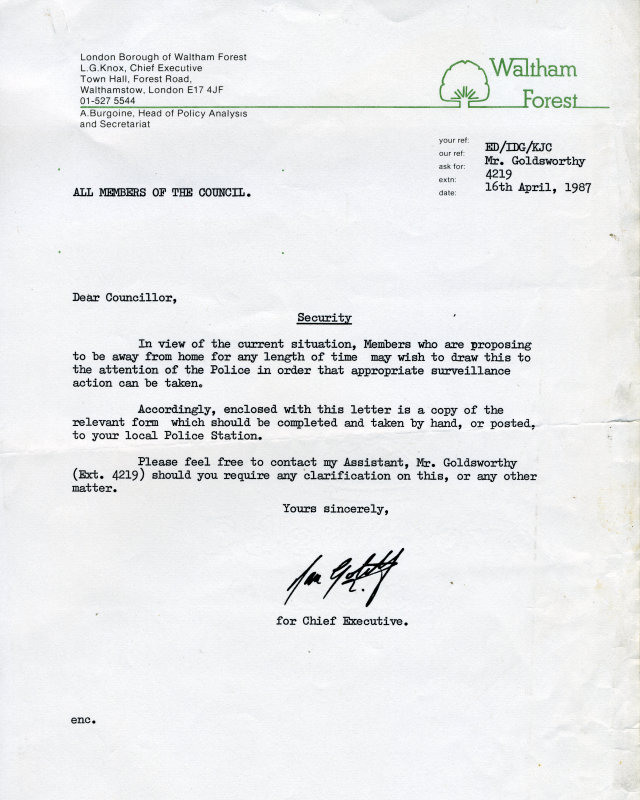 London Borough of Waltham Forest
L.G.Knox, Chief Executive
Town Hall, Forest Road,
Walthamstow, London E17 4JF
01-527 5544
A.Burgoine, Head of Policy Analysis
and Secretariat
Waltham
Forest
your ref:
our ref: ED/IDG/KJC
ask for: Mr. Goldsworthy
extn: 4219
date: 16th April, 1987
ALL MEMBERS OF THE COUNCIL.
Dear Councillor,
Security
In view of the current situation, Members who are proposing
to be away from home for any length of time may wish to draw this to
the attention of the Police in order that appropriate surveillance
action can be taken.
Accordingly, enclosed with this letter is a copy of the
relevant form which should be completed and taken by hand, or posted,
to your local Police Station.
Please feel free to contact my Assistant, Mr. Goldsworthy
(Ext. 4219) should you require any clarification on this, or any other
matter.
Yours sincerely,
for Chief Executive.
enc.